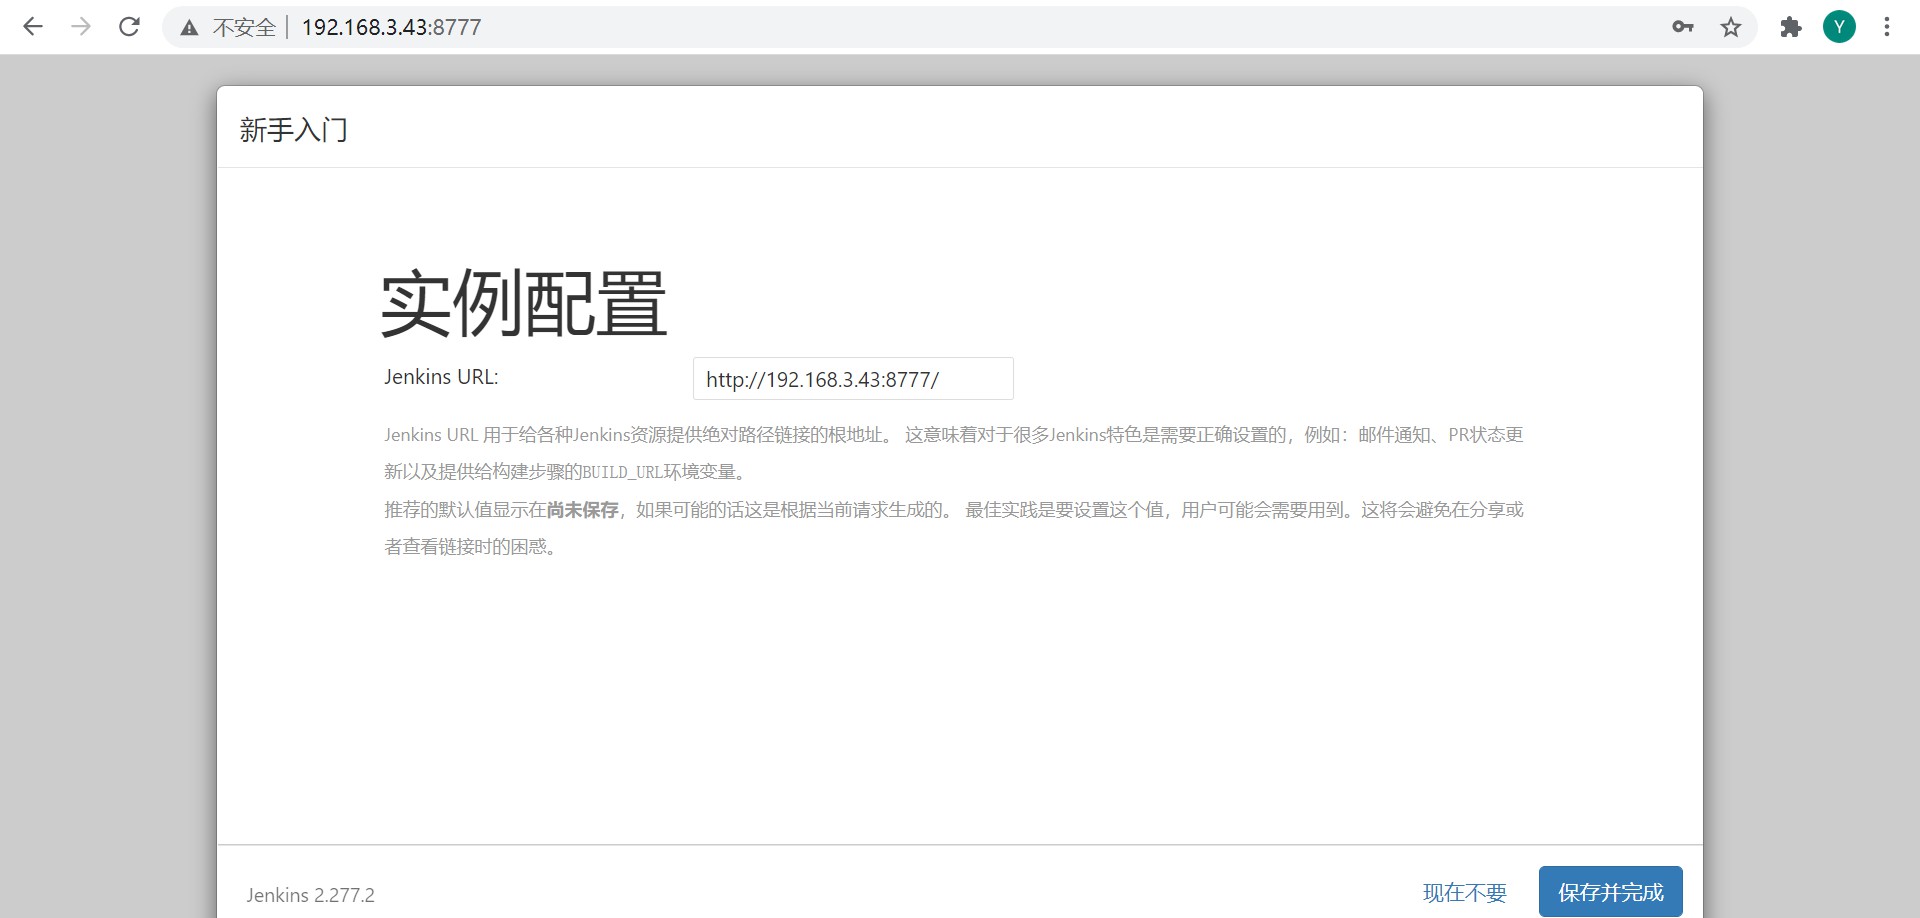 不安全 | 192.168.3.43:8777
Y
新手入门
实例配置
Jenkins URL:
http://192.168.3.43:8777/
Jenkins URL 用于给各种Jenkins资源提供绝对路径链接的根地址。 这意味着对于很多Jenkins特色是需要正确设置的，例如：邮件通知、PR状态更
新以及提供给构建步骤的BUILD_URL环境变量。
推荐的默认值显示在尚未保存，如果可能的话这是根据当前请求生成的。 最佳实践是要设置这个值，用户可能会需要用到。这将会避免在分享或
者查看链接时的困惑。
Jenkins 2.277.2
现在不要
保存并完成